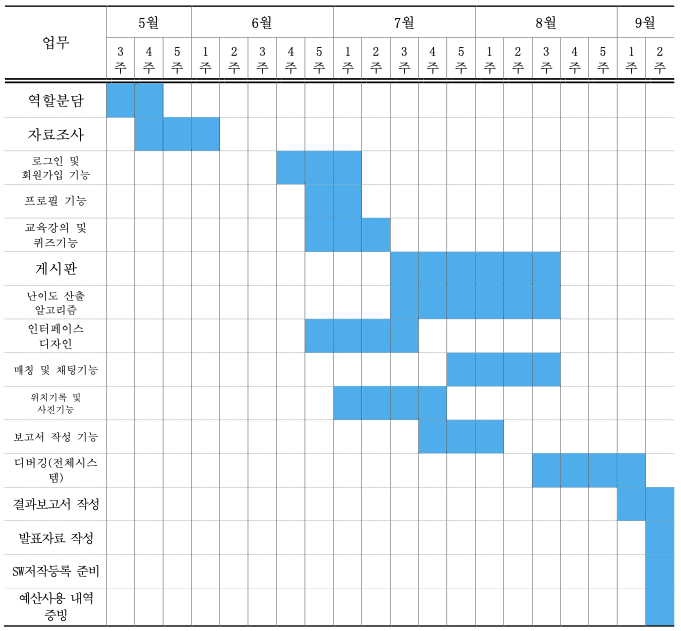 업무
5월 6월 7월 8월 9월
3주 4주 5주 1주 2주 3주 4주 5주 1주 2주 3주 4주 5주 1주 2주 3주 4주 5주 1주 2주
역할분담
자료조사
로그인 및
회원가입 기능
프로필 기능
교육강의 및
퀴즈기능
게시판
난이도 산출
알고리즘
인터페이스
디자인
매칭 및 채팅기능
위치기록 및
사진기능
보고서 작성 기능
디버깅(전체시스
템)
결과보고서 작성
발표자료 작성
SW저작등록 준비
예산사용 내역
증빙